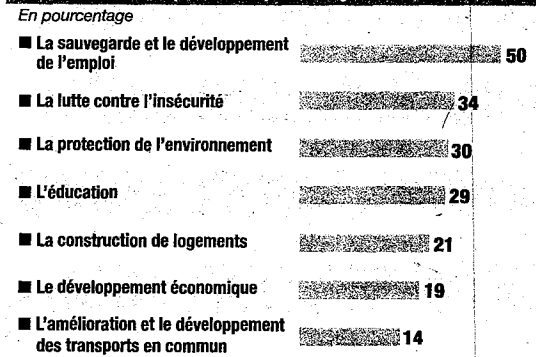 En pourcentage
La sauvegarde et le développement
de l'emploi
50
La lutte contre l'insécurité
34
La protection de l'environnement
30
L'éducation
29
La construction de logements
21
Le développement économique
19
L'amélioration et le développement
des transports en commun
14